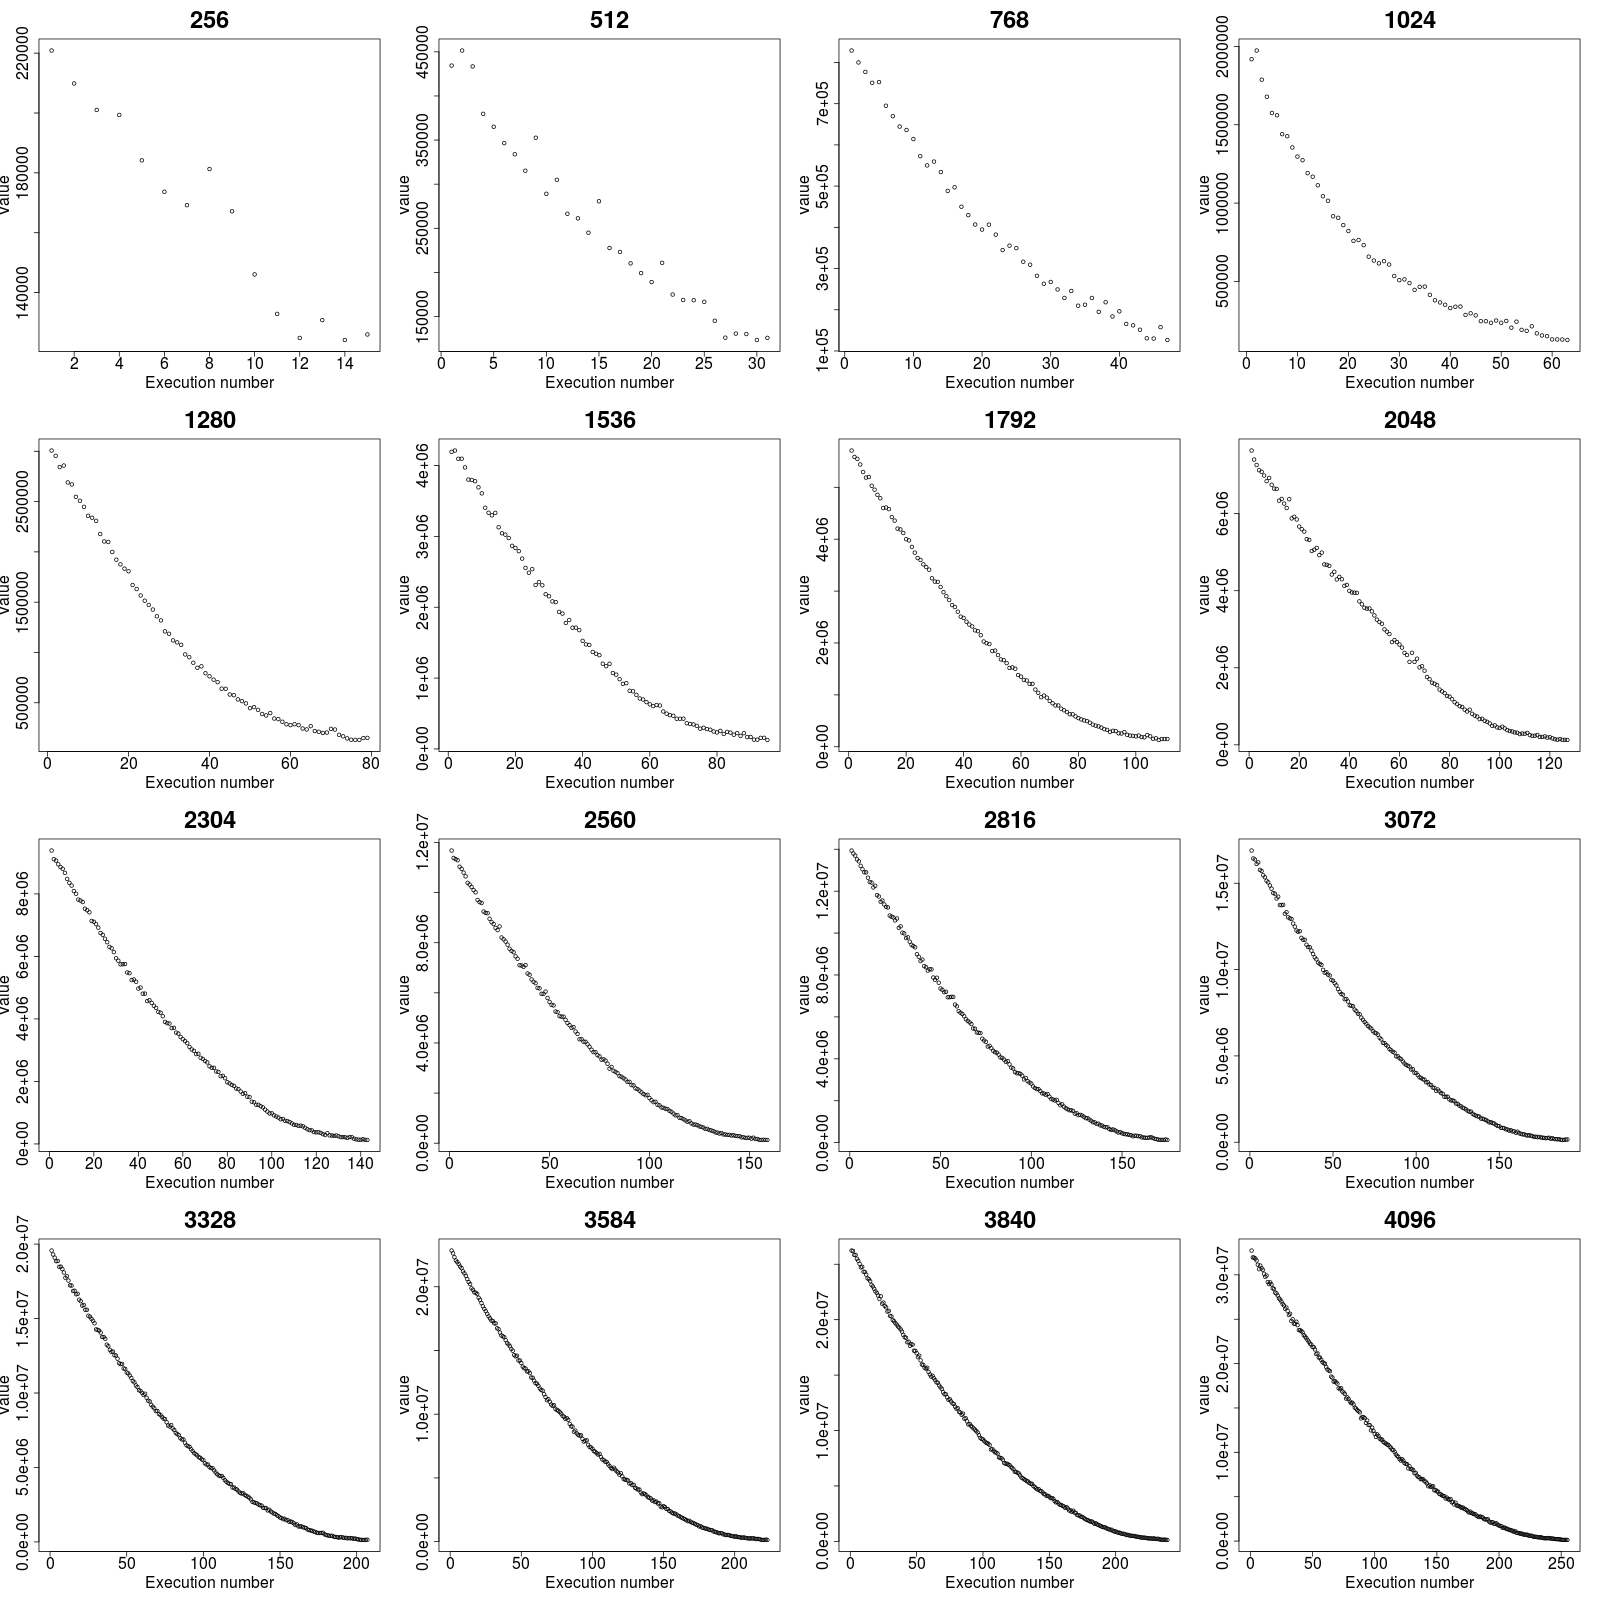 256
value
220000
180000
140000
2 4 6 8 10 12 14
Execution number
512
value
450000
350000
250000
150000
0 5 10 15 20 25 30
Execution number
768
value
7e+05
5e+05
3e+05
1e+05
0 10 20 30 40
Execution number
1024
value
2000000
1500000
1000000
500000
0 10 20 30 40 50 60
Execution number
1280
value
2500000
1500000
500000
0 20 40 60 80
Execution number
1536
value
4e+06
3e+06
2e+06
1e+06
0e+00
0 20 40 60 80
Execution number
1792
value
4e+06
2e+06
0e+00
0 20 40 60 80 100
Execution number
2048
value
6e+06
4e+06
2e+06
0e+00
0 20 40 60 80 100 120
Execution number
2304
value
8e+06
6e+06
4e+06
2e+06
0e+00
0 20 40 60 80 100 120 140
Execution number
2560
value
1.2e+07
8.0e+06
4.0e+06
0.0e+00
0 50 100 150
Execution number
2816
value
1.2e+07
8.0e+06
4.0e+06
0.0e+00
0 50 100 150
Execution number
3072
value
1.5e+07
1.0e+07
5.0e+06
0.0e+00
0 50 100 150
Execution number
3328
value
2.0e+07
1.5e+07
1.0e+07
5.0e+06
0.0e+00
0 50 100 150 200
Execution number
3584
value
2.0e+07
1.0e+07
0.0e+00
0 50 100 150 200
Execution number
3840
value
2.0e+07
1.0e+07
0.0e+00
0 50 100 150 200
Execution number
4096
value
3.0e+07
2.0e+07
1.0e+07
0.0e+00
0 50 100 150 200 250
Execution number